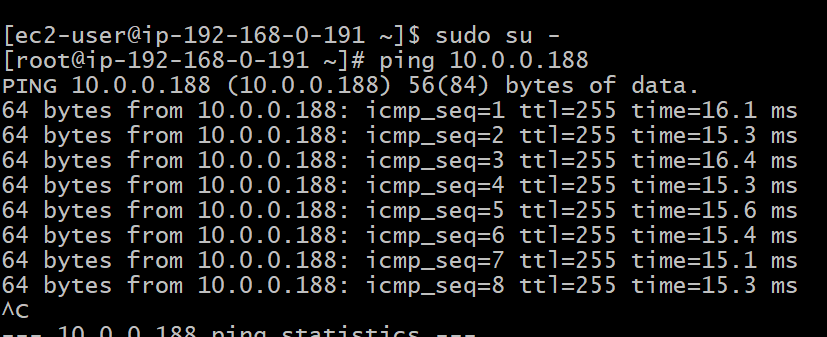 [ec2-user@ip-192-168-0-191 ~]$ sudo su -
[root@ip-192-168-0-191 ~]# ping 10.0.0.188
PING 10.0.0.188 (10.0.0.188) 56(84) bytes of data.
64 bytes from 10.0.0.188: icmp_seq=1 ttl=255 time=16.1 ms
64 bytes from 10.0.0.188: icmp_seq=2 ttl=255 time=15.3 ms
64 bytes from 10.0.0.188: icmp_seq=3 ttl=255 time=16.4 ms
64 bytes from 10.0.0.188: icmp_seq=4 ttl=255 time=15.3 ms
64 bytes from 10.0.0.188: icmp_seq=5 ttl=255 time=15.6 ms
64 bytes from 10.0.0.188: icmp_seq=6 ttl=255 time=15.4 ms
64 bytes from 10.0.0.188: icmp_seq=7 ttl=255 time=15.1 ms
64 bytes from 10.0.0.188: icmp_seq=8 ttl=255 time=15.3 ms
^C
--- 10.0.0.188 ping statistics ---